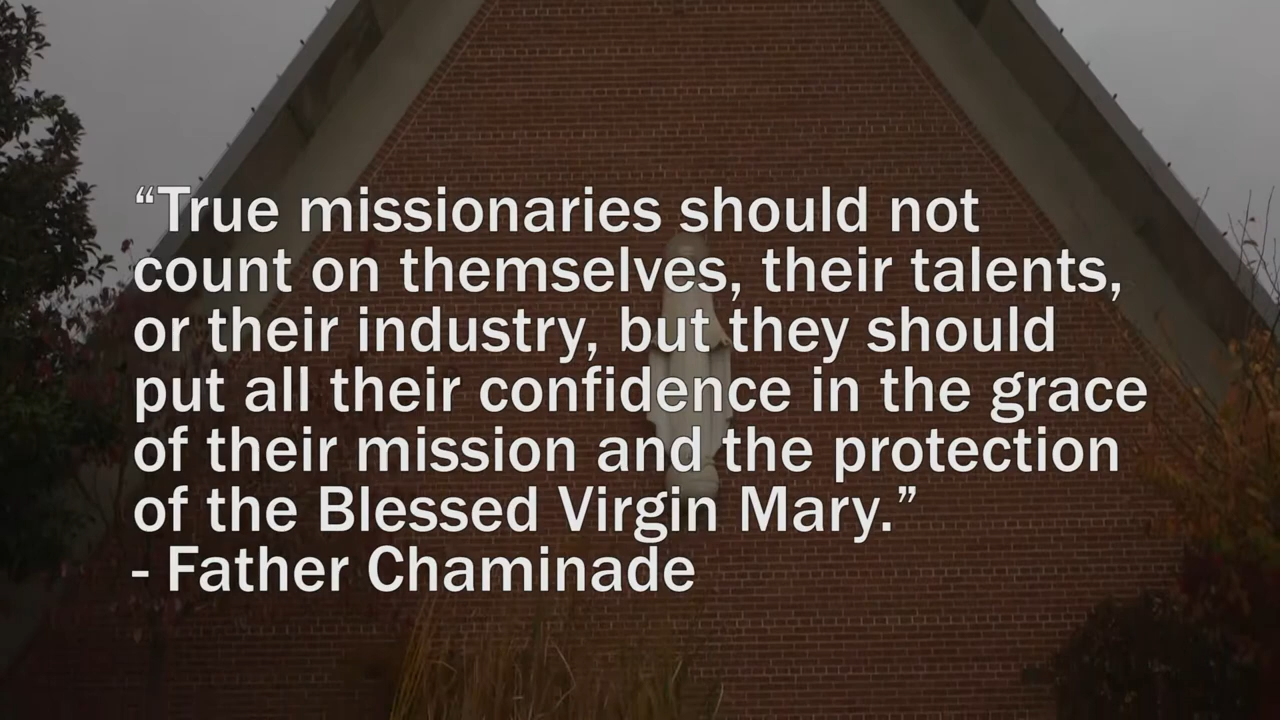 “True missionaries should not
count on themselves, their talents,
or their industry, but they should
put all their confidence in the grace
of their mission and the protection
of the Blessed Virgin Mary.”
- Father Chaminade